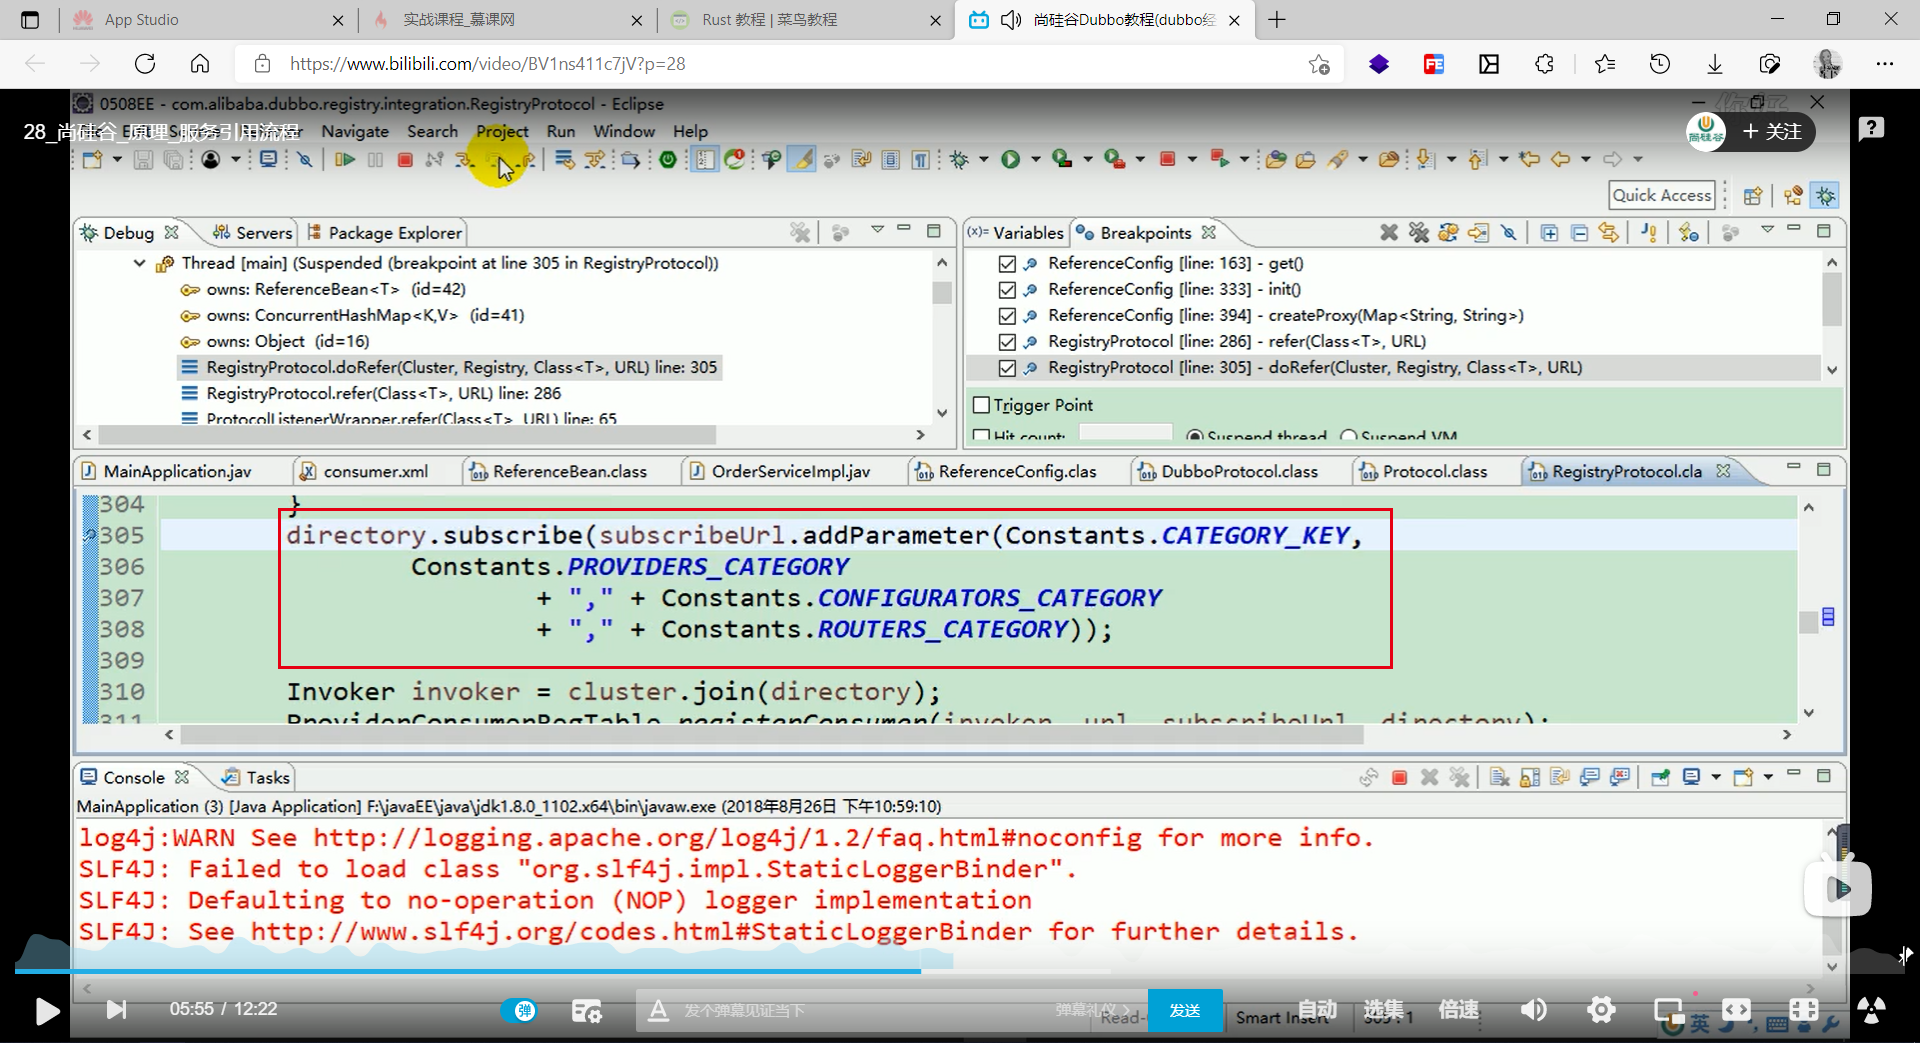 App Studio
实战课程_慕课网
Rust 教程 | 菜鸟教程
尚硅谷Dubbo教程(dubbo经
https://www.bilibili.com/video/BV1ns411c7jV?p=28
0508EE - com.alibaba.dubbo.registry.integration.RegistryProtocol - Eclipse
28_尚硅谷_原理_服务引用流程
Navigate Search Project Run Window Help
尚硅谷
+ 关注
Quick Access
Debug Servers Package Explorer
Thread [main] (Suspended (breakpoint at line 305 in RegistryProtocol))
owns: ReferenceBean<T> (id=42)
owns: ConcurrentHashMap<K,V> (id=41)
owns: Object (id=16)
RegistryProtocol.doRefer(Cluster, Registry, Class<T>, URL) line: 305
RegistryProtocol.refer(Class<T>, URL) line: 286
ProtocolListenerWrapper.refer(Class<T>, URL) line: 65
(x)= Variables Breakpoints
ReferenceConfig [line: 163] - get()
ReferenceConfig [line: 333] - init()
ReferenceConfig [line: 394] - createProxy(Map<String, String>)
RegistryProtocol [line: 286] - refer(Class<T>, URL)
RegistryProtocol [line: 305] - doRefer(Cluster, Registry, Class<T>, URL)
Trigger Point
Hit count: Suspend thread Suspend VM
MainApplication.jav consumer.xml ReferenceBean.class OrderServiceImpl.jav ReferenceConfig.clas DubboProtocol.class Protocol.class RegistryProtocol.cla
304 }
305 directory.subscribe(subscribeUrl.addParameter(Constants.CATEGORY_KEY,
306 Constants.PROVIDERS_CATEGORY
307 + "," + Constants.CONFIGURATORS_CATEGORY
308 + "," + Constants.ROUTERS_CATEGORY));
309
310 Invoker invoker = cluster.join(directory);
311 ProviderConsumerRegTable.registerConsumer(invoker, url, subscribeUrl, directory);
Console Tasks
MainApplication (3) [Java Application] F:\javaEE\java\jdk1.8.0_1102.x64\bin\javaw.exe (2018年8月26日 下午10:59:10)
log4j:WARN See http://logging.apache.org/log4j/1.2/faq.html#noconfig for more info.
SLF4J: Failed to load class "org.slf4j.impl.StaticLoggerBinder".
SLF4J: Defaulting to no-operation (NOP) logger implementation
SLF4J: See http://www.slf4j.org/codes.html#StaticLoggerBinder for further details.
05:55 / 12:22
弹
发个弹幕见证当下
弹幕礼仪 >
发送
Read-
Smart Insert
自动 选集 倍速
英